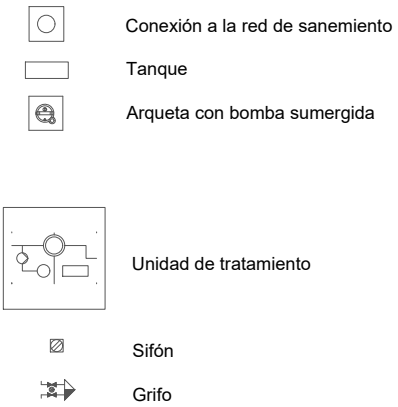 Conexión a la red de sanemiento
Tanque
Arqueta con bomba sumergida
Unidad de tratamiento
Sifón
Grifo